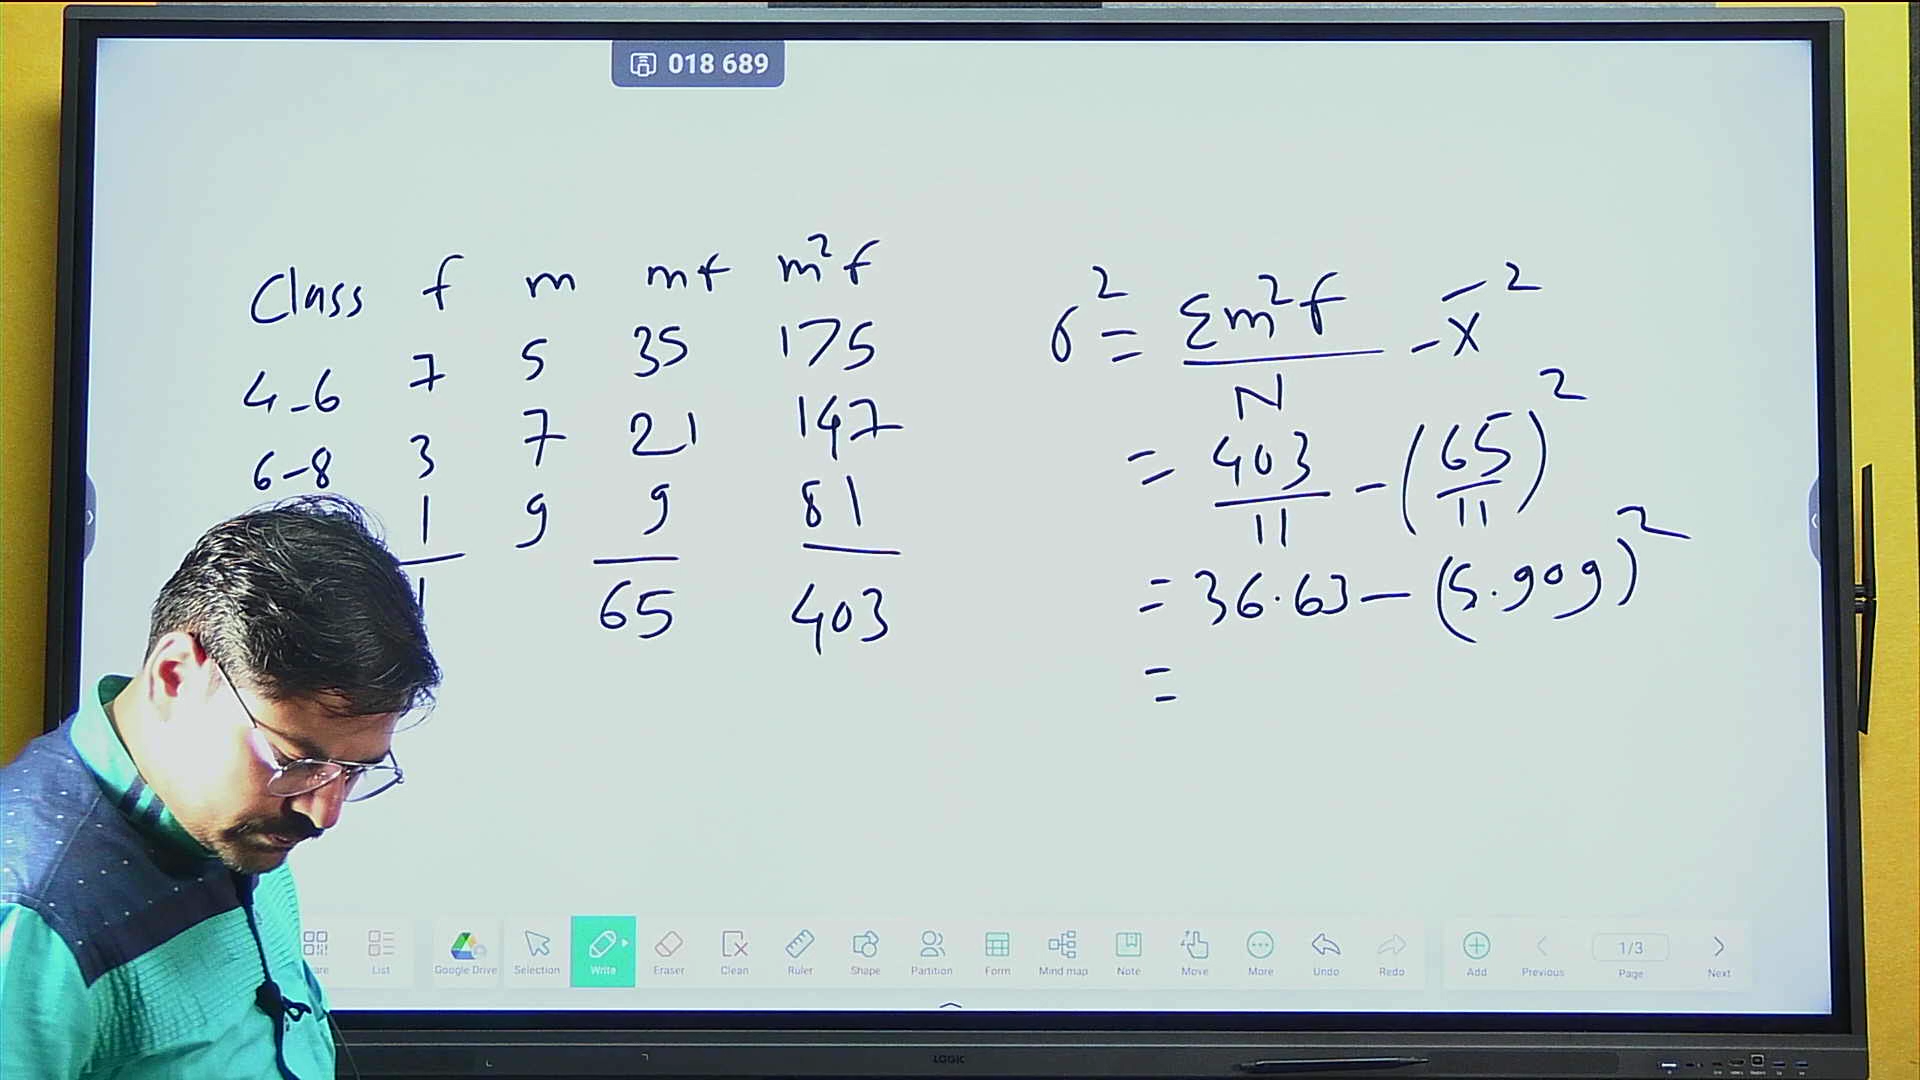 018 689
Class f m mf m²f
4-6 7 5 35 175
6-8 3 7 21 147
1 9 9 81
1 65 403
σ² = Σm²f / N - x̄²
= 403/11 - (65/11)²
= 36.63 - (5.909)²
=
List Google Drive Selection Write Eraser Clean Ruler Shape Partition Form Mind map Note Move More Undo Redo Add Previous 1/3 Page Next
LOGIC